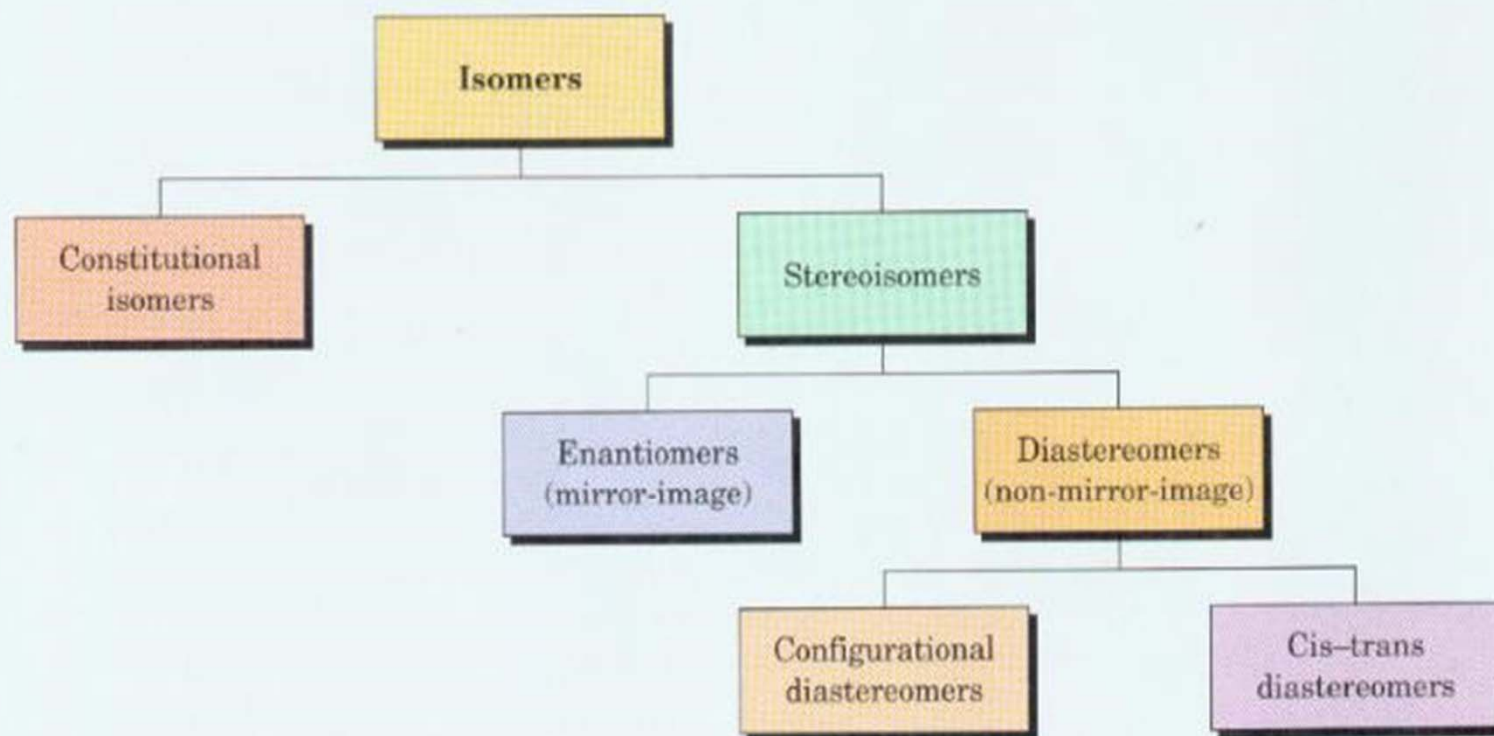 Isomers
Constitutional
isomers
Stereoisomers
Enantiomers
(mirror-image)
Diastereomers
(non-mirror-image)
Configurational
diastereomers
Cis–trans
diastereomers